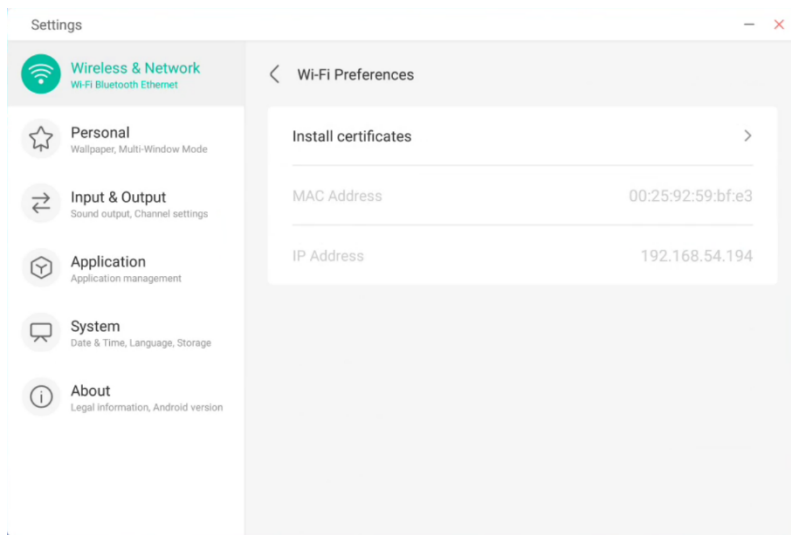 Settings
Wireless & Network
Wi-Fi Bluetooth Ethernet
Personal
Wallpaper, Multi-Window Mode
Input & Output
Sound output, Channel settings
Application
Application management
System
Date & Time, Language, Storage
About
Legal information, Android version
Wi-Fi Preferences
Install certificates
MAC Address 00:25:92:59:bf:e3
IP Address 192.168.54.194